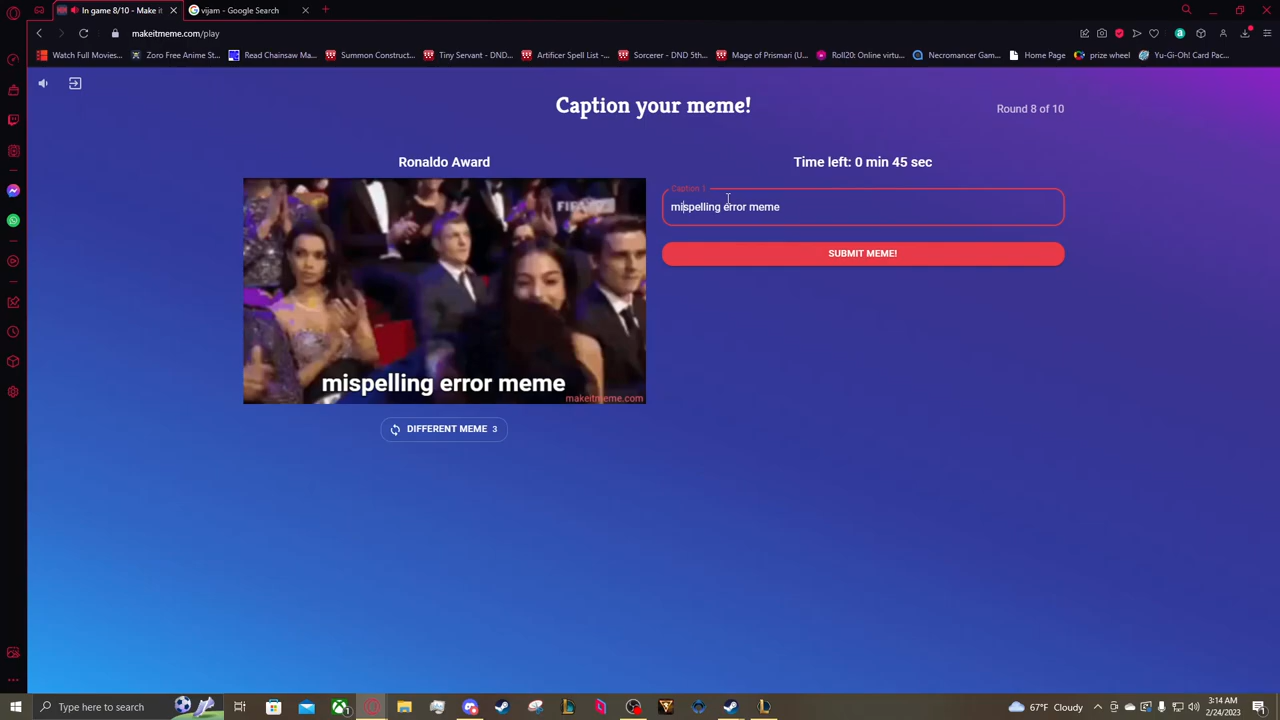 In game 8/10 - Make it
vijam - Google Search
makeitmeme.com/play
Watch Full Movies...
Zoro Free Anime St...
Read Chainsaw Ma...
Summon Construct...
Tiny Servant - DND...
Artificer Spell List -...
Sorcerer - DND 5th...
Mage of Prismari (U...
Roll20: Online virtu...
Necromancer Gam...
Home Page
prize wheel
Yu-Gi-Oh! Card Pac...
Caption your meme!
Round 8 of 10
Ronaldo Award
Time left: 0 min 45 sec
Caption 1
mispelling error meme
SUBMIT MEME!
mispelling error meme
makeitmeme.com
DIFFERENT MEME 3
Type here to search
67°F Cloudy
3:14 AM
2/24/2023